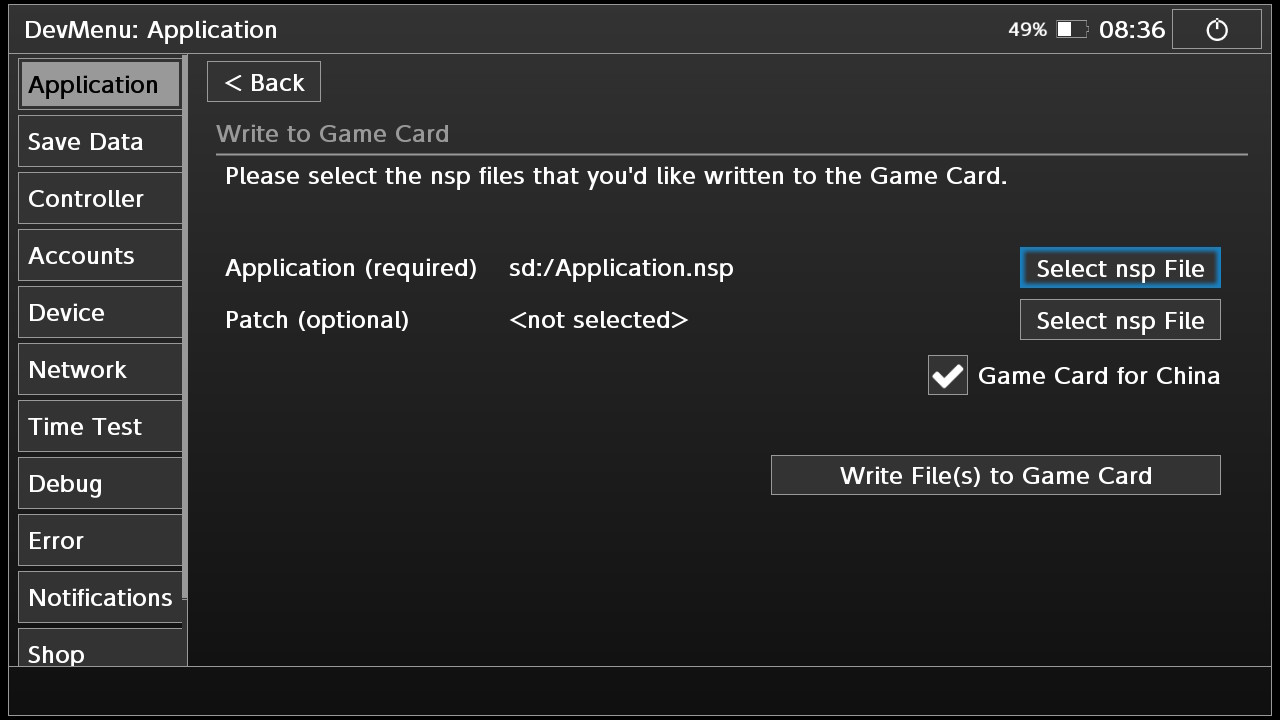 DevMenu: Application
49% 08:36
Application
Save Data
Controller
Accounts
Device
Network
Time Test
Debug
Error
Notifications
Shop
< Back
Write to Game Card
Please select the nsp files that you'd like written to the Game Card.
Application (required) sd:/Application.nsp Select nsp File
Patch (optional) <not selected> Select nsp File
Game Card for China
Write File(s) to Game Card